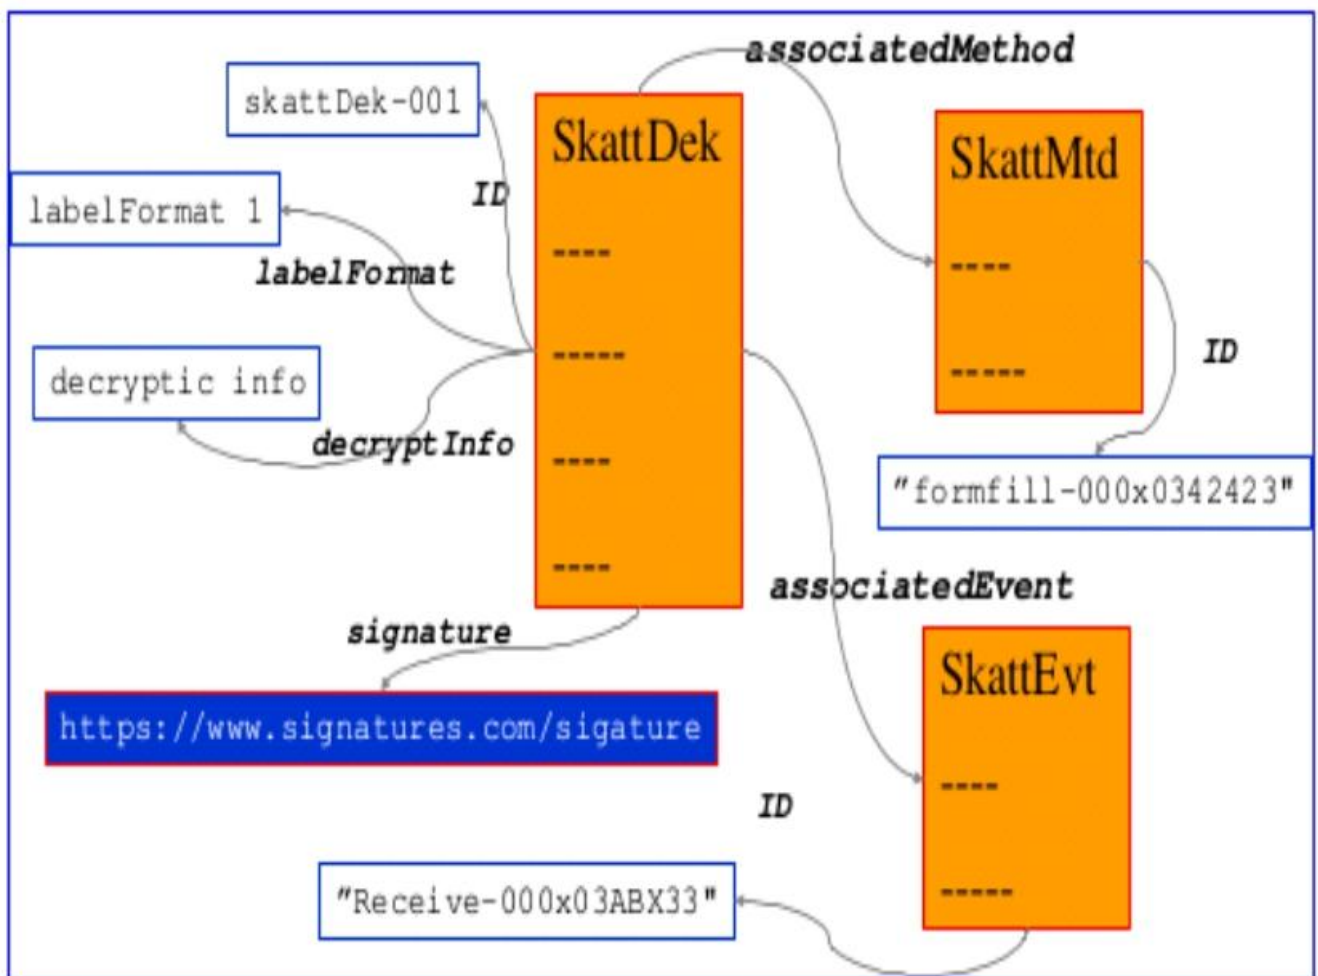 associatedMethod
skattDek-001
SkattDek
SkattMtd
ID
labelFormat 1
----
labelFormat
----
ID
decryptic info
-----
-----
decryptInfo
----
"formfill-000x0342423"
----
associatedEvent
signature
SkattEvt
https://www.signatures.com/sigature
----
ID
-----
"Receive-000x03ABX33"